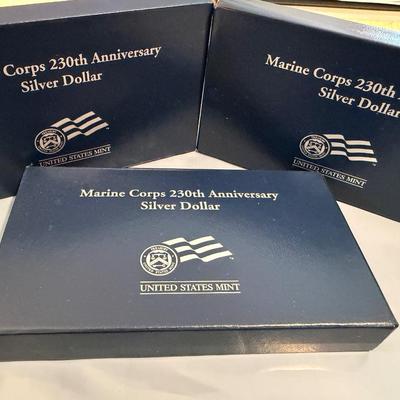 Corps 230th Anniversary
Silver Dollar
UNITED STATES MINT
Marine Corps 230th
Silver Dollar
UNITED STATES MINT
Marine Corps 230th Anniversary
Silver Dollar
UNITED STATES MINT